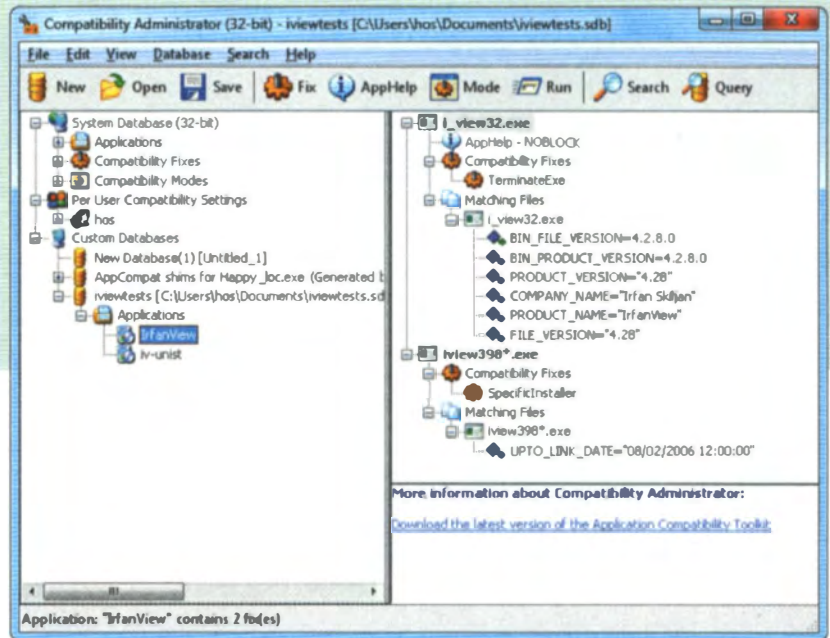 Compatibility Administrator (32-bit) - iviewtests [C:\Users\hos\Documents\iviewtests.sdb]
File Edit View Database Search Help
New Open Save Fix AppHelp Mode Run Search Query
System Database (32-bit)
Applications
Compatibility Fixes
Compatibility Modes
Per User Compatibility Settings
hos
Custom Databases
New Database(1) [Untitled_1]
AppCompat shims for Happy_loc.exe (Generated b
iviewtests [C:\Users\hos\Documents\iviewtests.sd
Applications
IrfanView
iv-unist
i_view32.exe
AppHelp - NOBLOCK
Compatibility Fixes
TerminateExe
Matching Files
i_view32.exe
BIN_FILE_VERSION=4.2.8.0
BIN_PRODUCT_VERSION=4.2.8.0
PRODUCT_VERSION="4.28"
COMPANY_NAME="Irfan Skiljan"
PRODUCT_NAME="IrfanView"
FILE_VERSION="4.28"
iview398*.exe
Compatibility Fixes
SpecificInstaller
Matching Files
iview398*.exe
UPTO_LINK_DATE="08/02/2006 12:00:00"
More information about Compatibility Administrator:
Download the latest version of the Application Compatibility Toolkit
Application: "IrfanView" contains 2 fix(es)